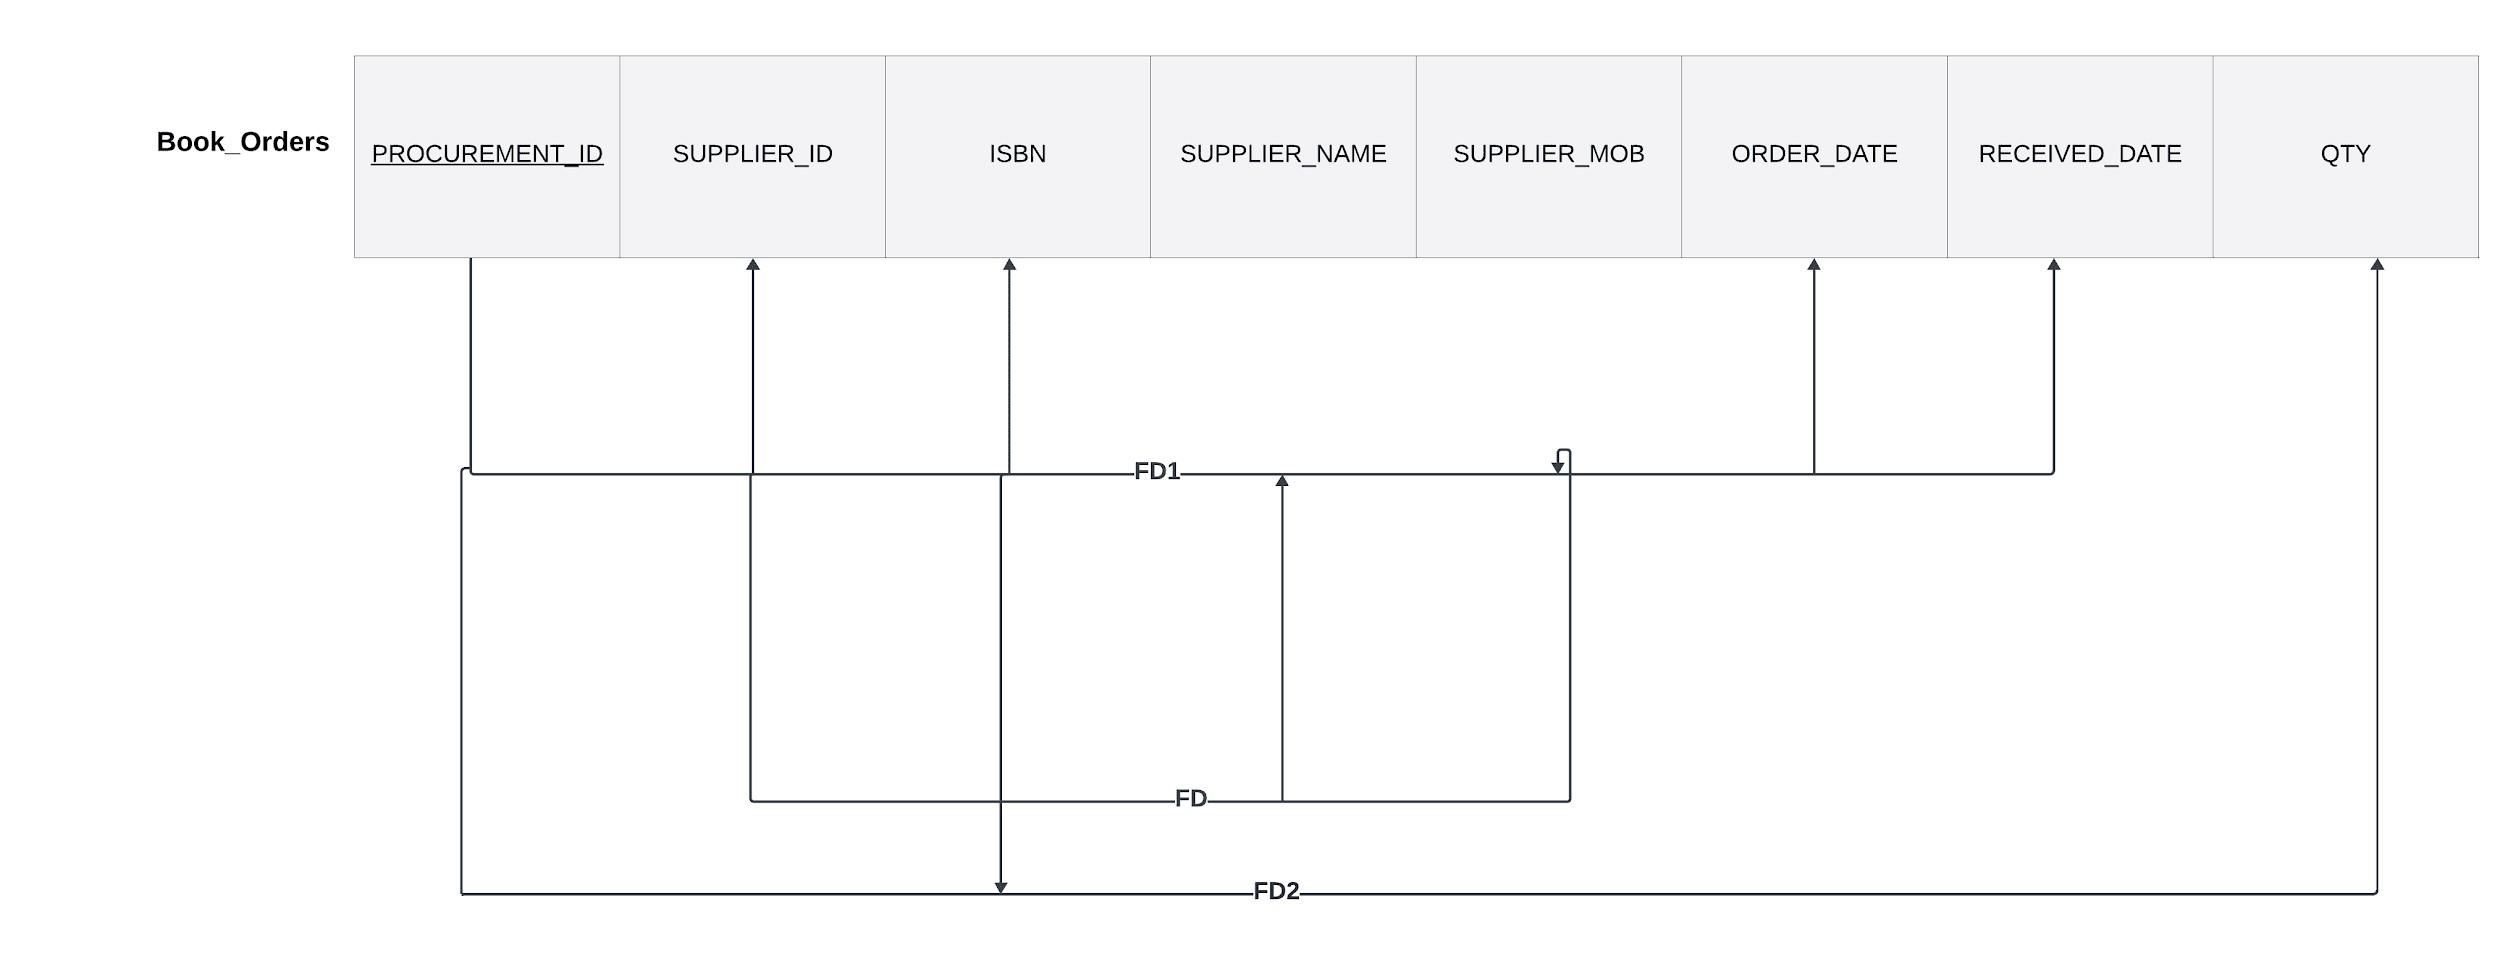 Book_Orders
PROCUREMENT_ID
SUPPLIER_ID
ISBN
SUPPLIER_NAME
SUPPLIER_MOB
ORDER_DATE
RECEIVED_DATE
QTY
FD1
FD
FD2